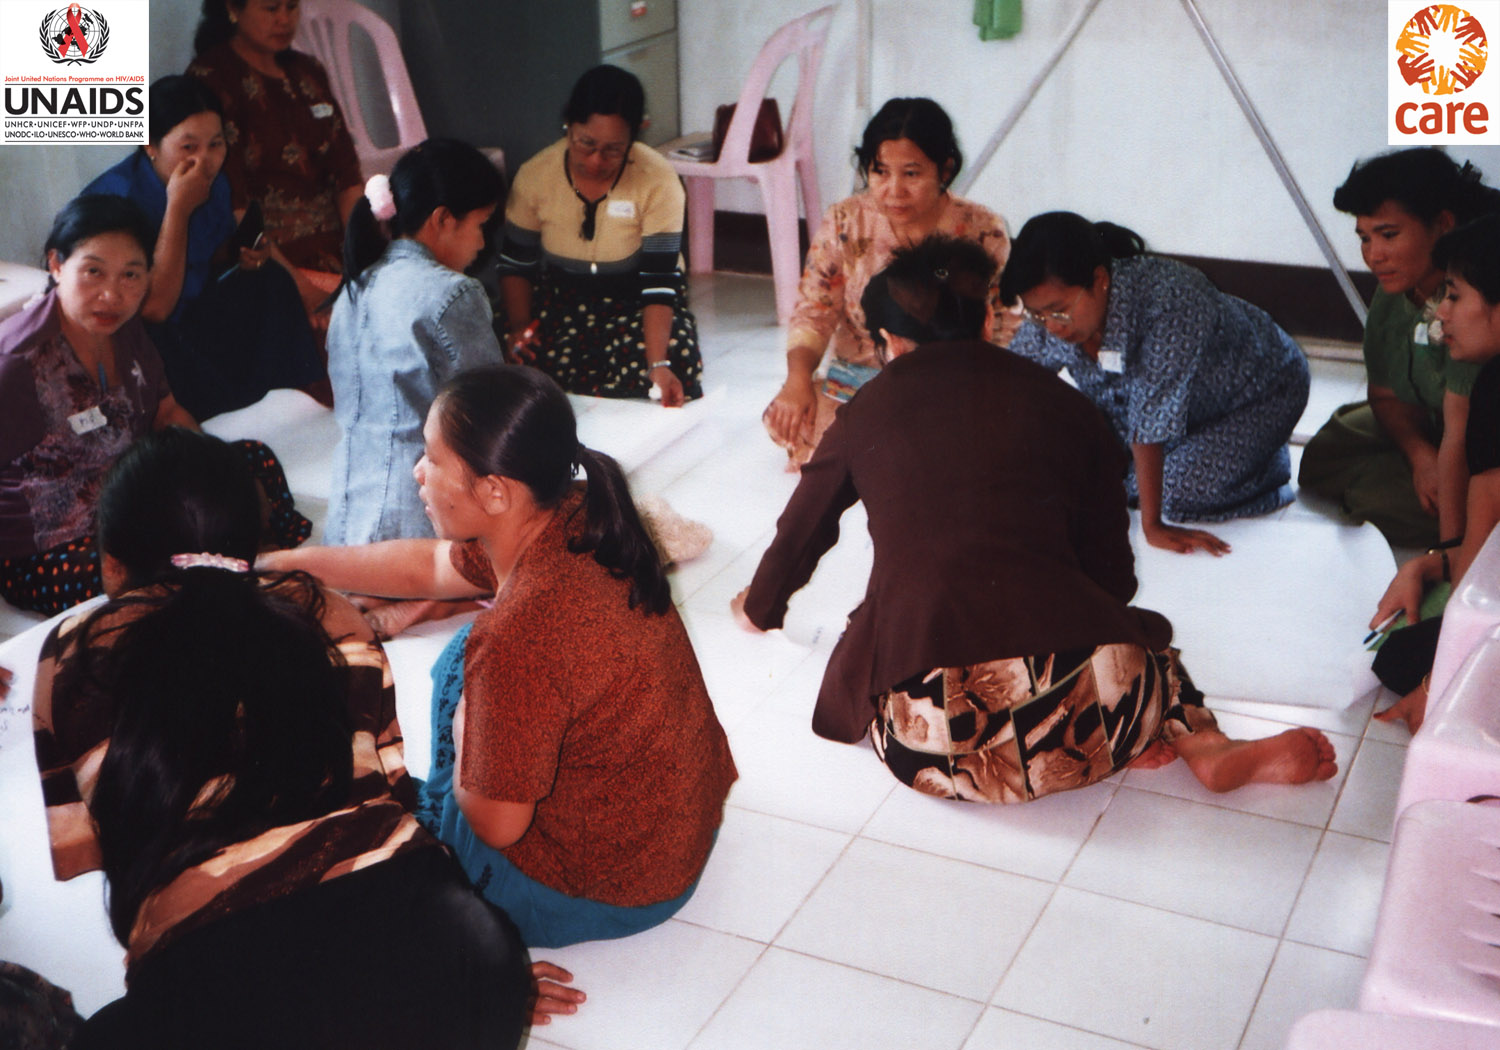 Joint United Nations Programme on HIV/AIDS
UNAIDS
UNHCR•UNICEF•WFP•UNDP•UNFPA
UNODC•ILO•UNESCO•WHO•WORLD BANK
care